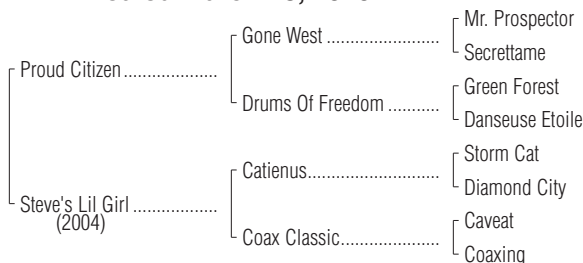 Mr. Prospector
Gone West
Secrettame
Proud Citizen
Green Forest
Drums Of Freedom
Danseuse Etoile
Storm Cat
Catienus
Diamond City
Steve's Lil Girl
(2004)
Caveat
Coax Classic
Coaxing